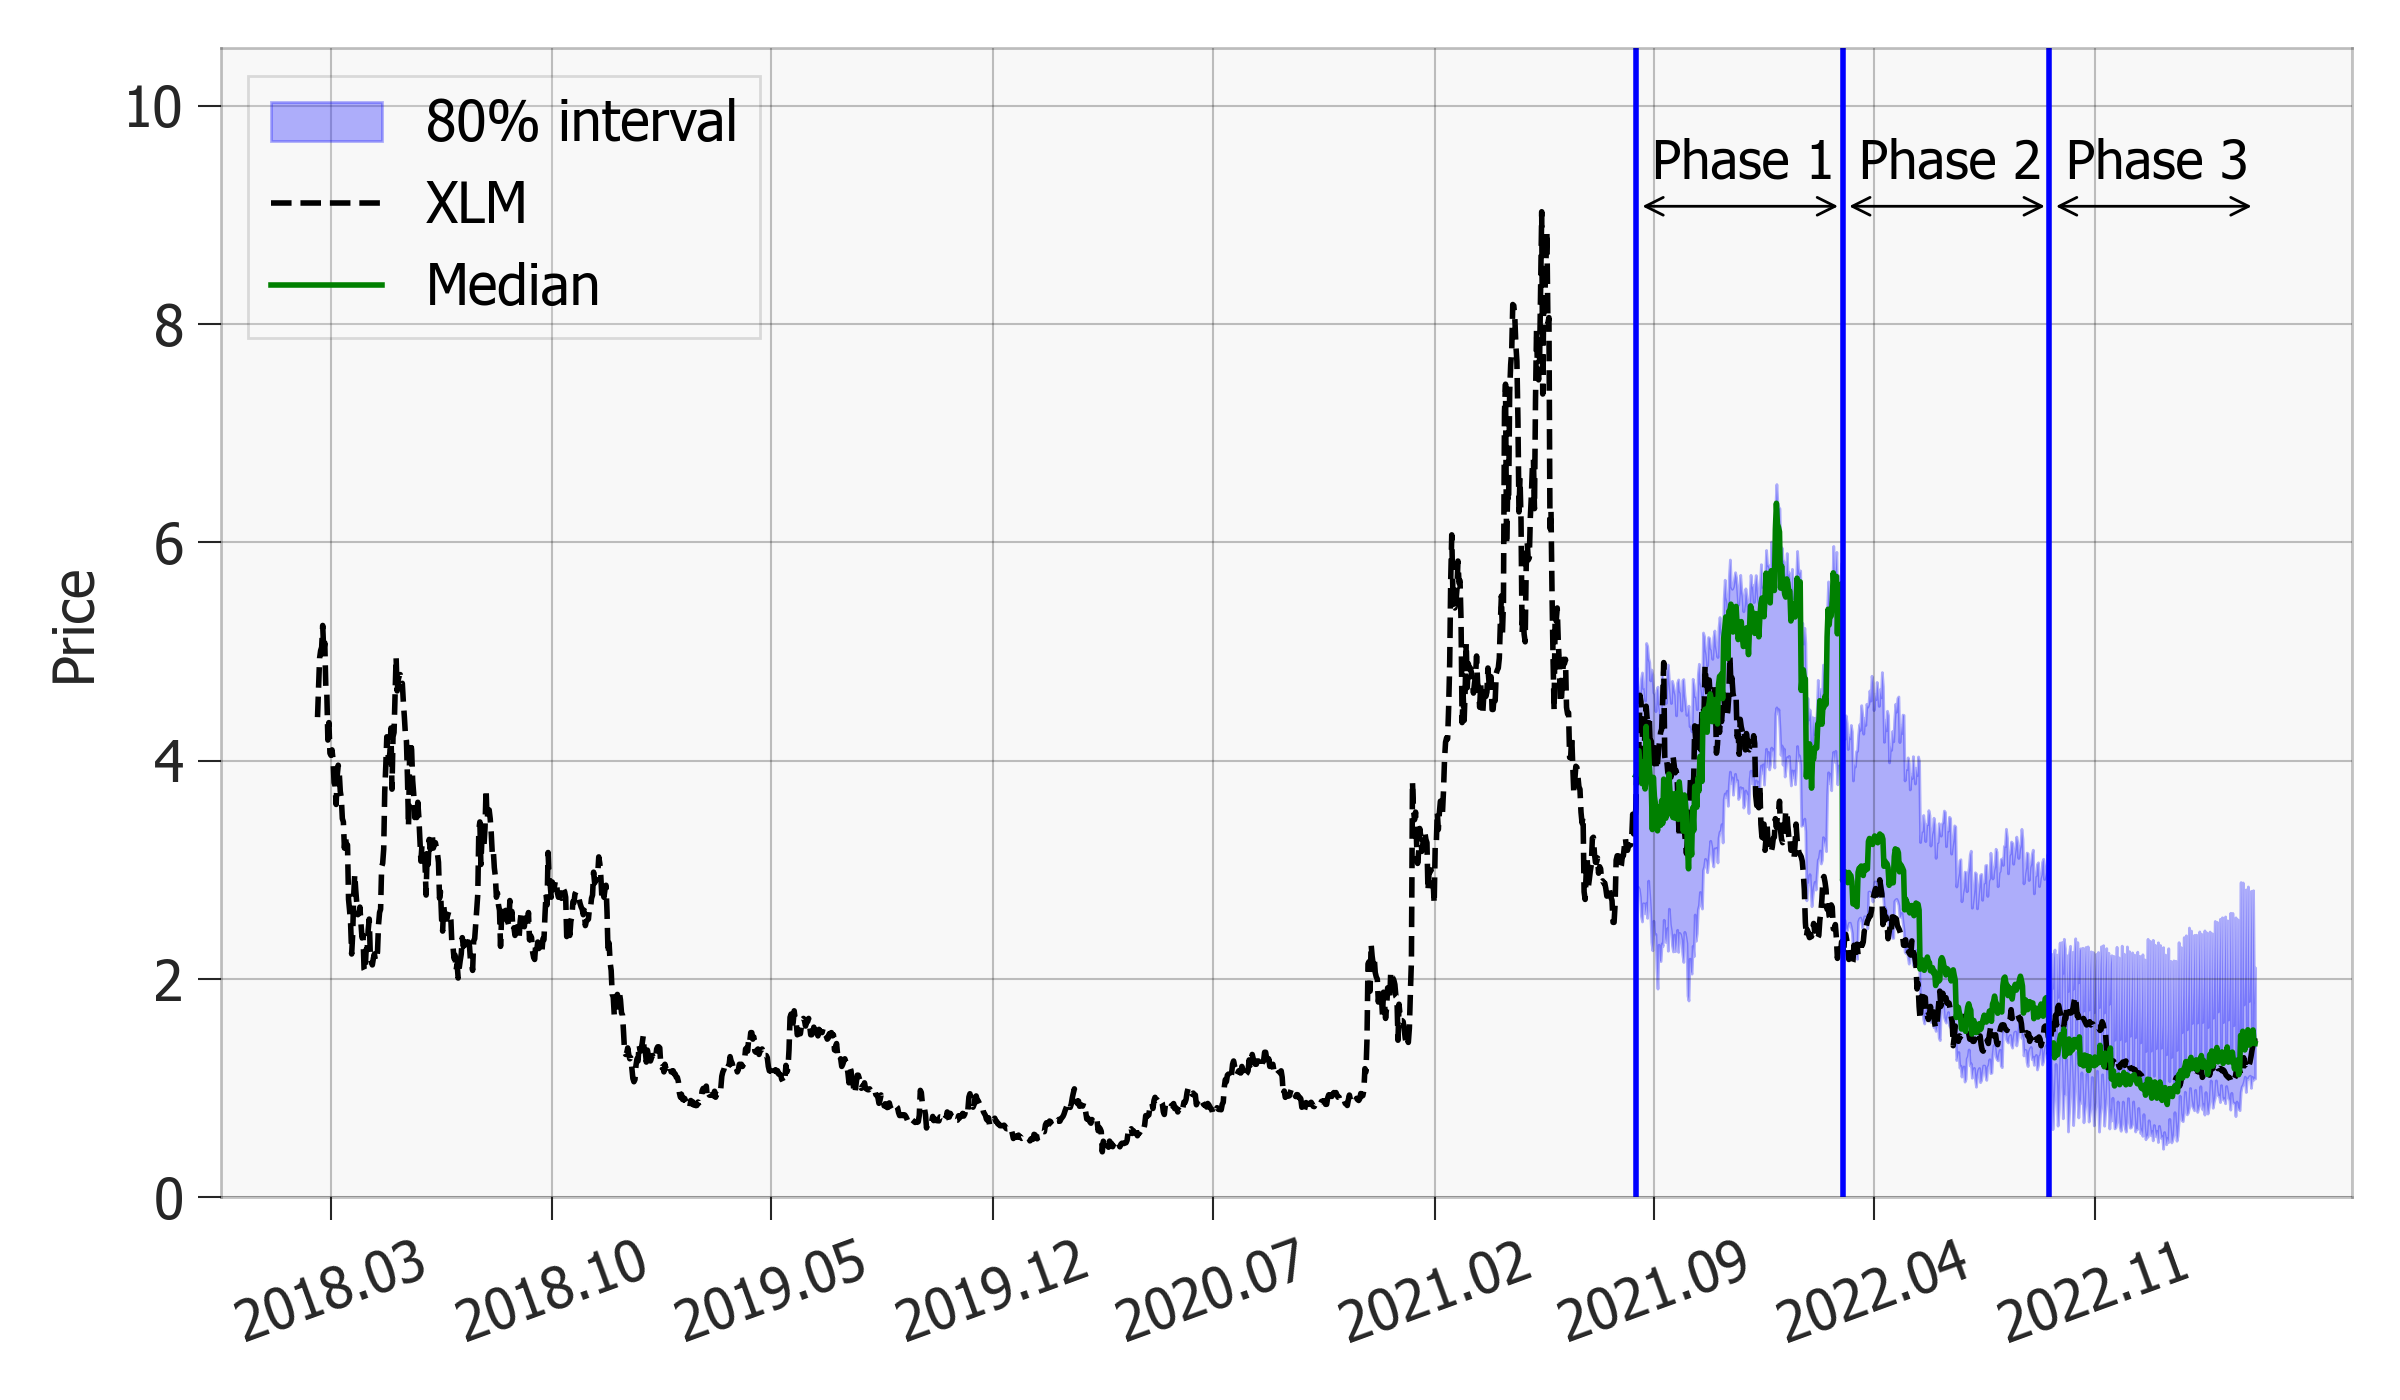 80% interval
XLM
Median
Phase 1
Phase 2
Phase 3
Price
10
8
6
4
2
0
2018.03
2018.10
2019.05
2019.12
2020.07
2021.02
2021.09
2022.04
2022.11